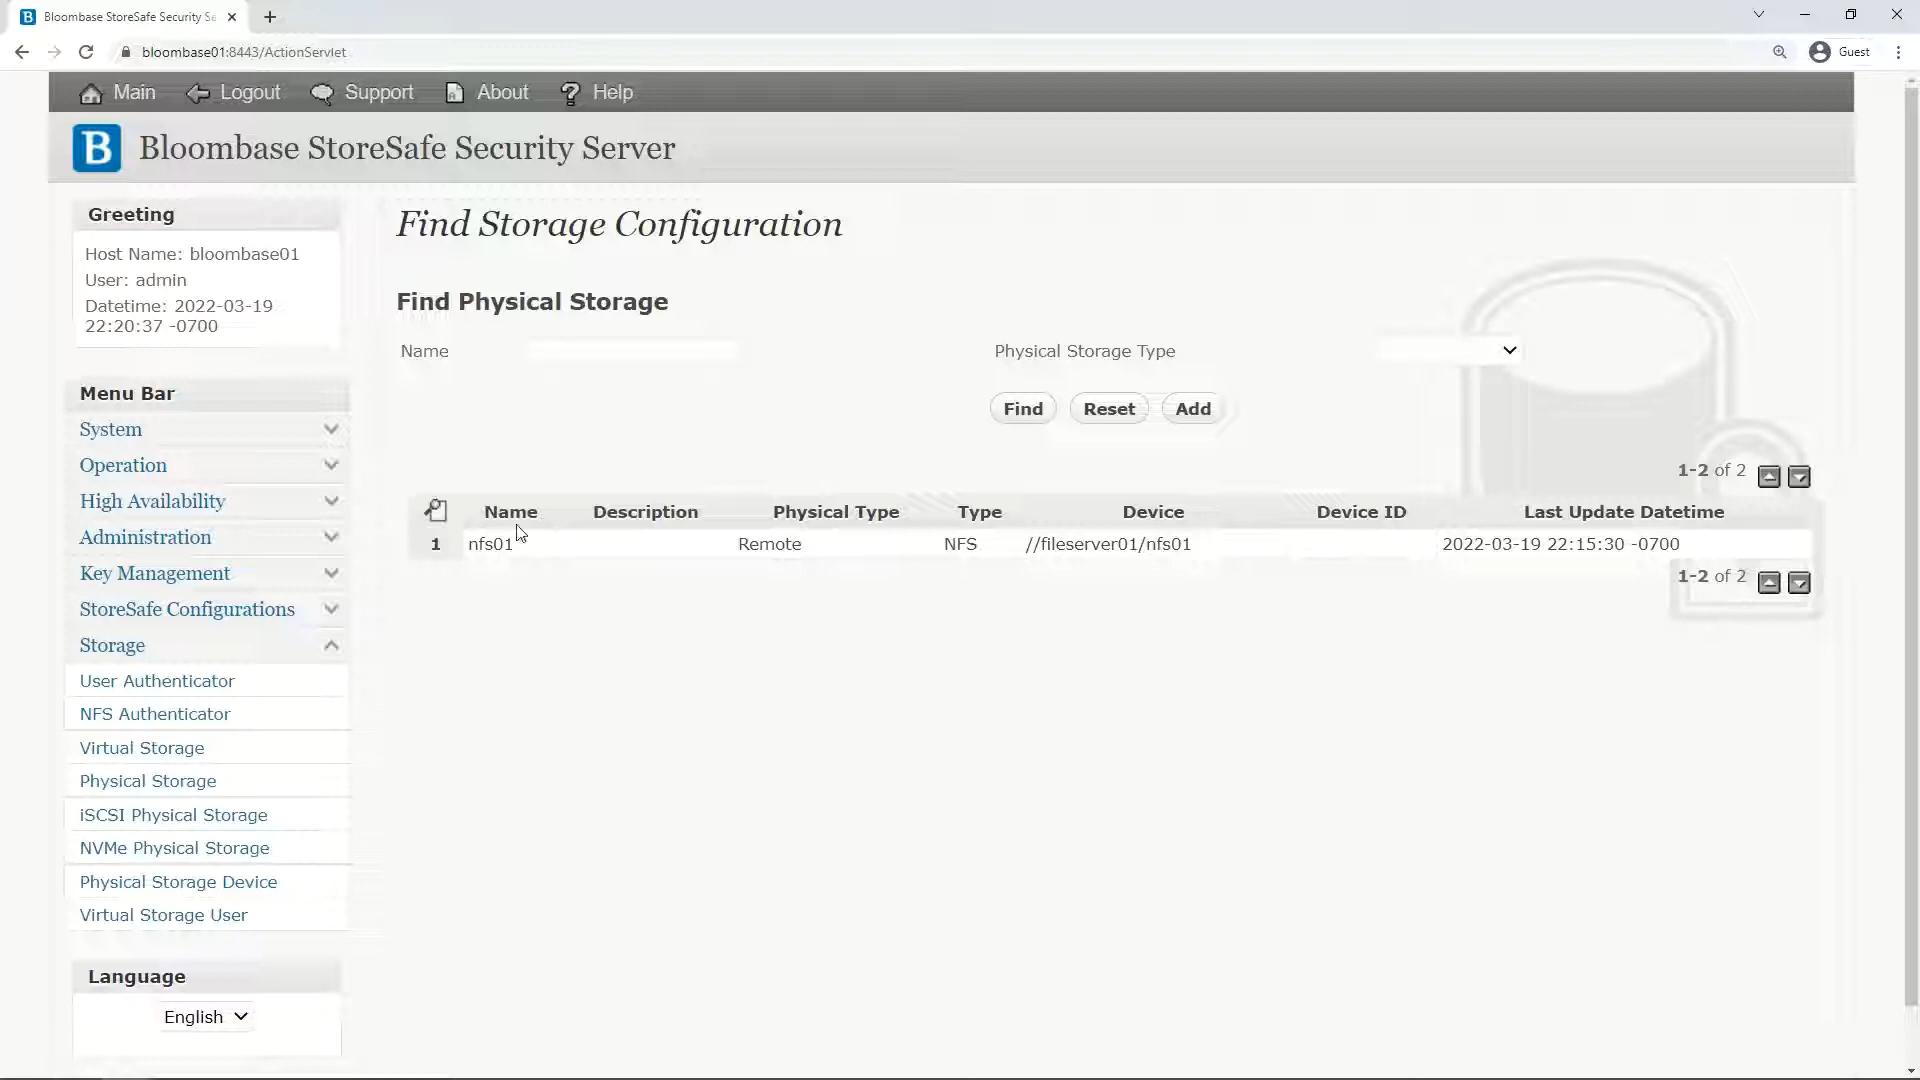 Bloombase StoreSafe Security Se
bloombase01:8443/ActionServlet
Guest
Main
Logout
Support
About
Help
B
Bloombase StoreSafe Security Server
Greeting
Host Name: bloombase01
User: admin
Datetime: 2022-03-19
22:20:37 -0700
Menu Bar
System
Operation
High Availability
Administration
Key Management
StoreSafe Configurations
Storage
User Authenticator
NFS Authenticator
Virtual Storage
Physical Storage
iSCSI Physical Storage
NVMe Physical Storage
Physical Storage Device
Virtual Storage User
Language
English
Find Storage Configuration
Find Physical Storage
Name
Physical Storage Type
Find Reset Add
1-2 of 2
Name Description Physical Type Type Device Device ID Last Update Datetime
1 nfs01 Remote NFS //fileserver01/nfs01 2022-03-19 22:15:30 -0700
1-2 of 2